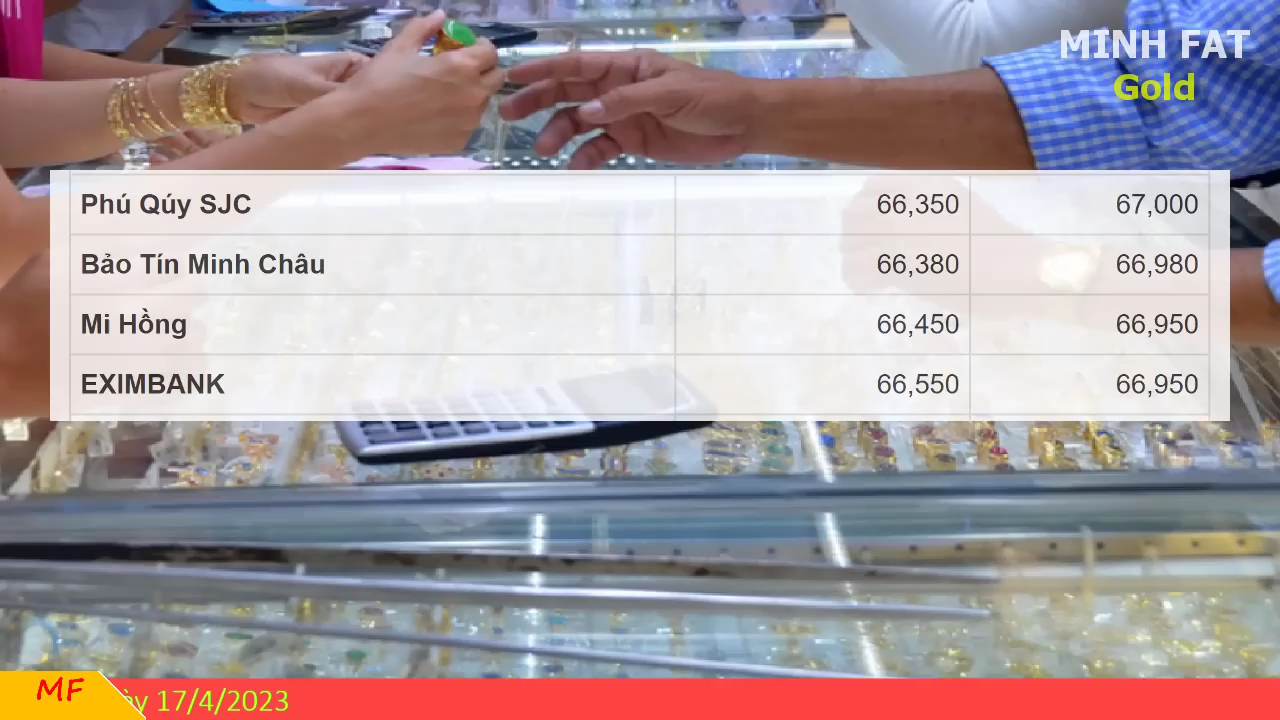 MINH FAT
Gold
Phú Qúy SJC 66,350 67,000
Bảo Tín Minh Châu 66,380 66,980
Mi Hồng 66,450 66,950
EXIMBANK 66,550 66,950
MF 17/4/2023